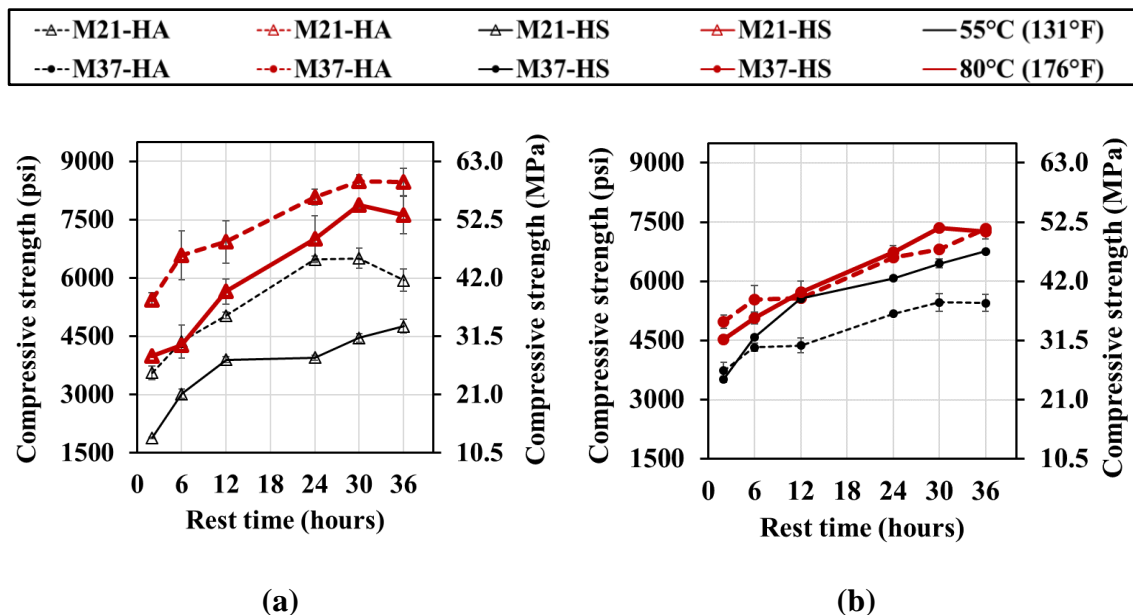 M21-HA M21-HA M21-HS M21-HS 55°C (131°F)
M37-HA M37-HA M37-HS M37-HS 80°C (176°F)
Compressive strength (psi)
9000
7500
6000
4500
3000
1500
63.0
52.5
42.0
31.5
21.0
10.5
Compressive strength (MPa)
0 6 12 18 24 30 36
Rest time (hours)
(a)
Compressive strength (psi)
9000
7500
6000
4500
3000
1500
63.0
52.5
42.0
31.5
21.0
10.5
Compressive strength (MPa)
0 6 12 18 24 30 36
Rest time (hours)
(b)